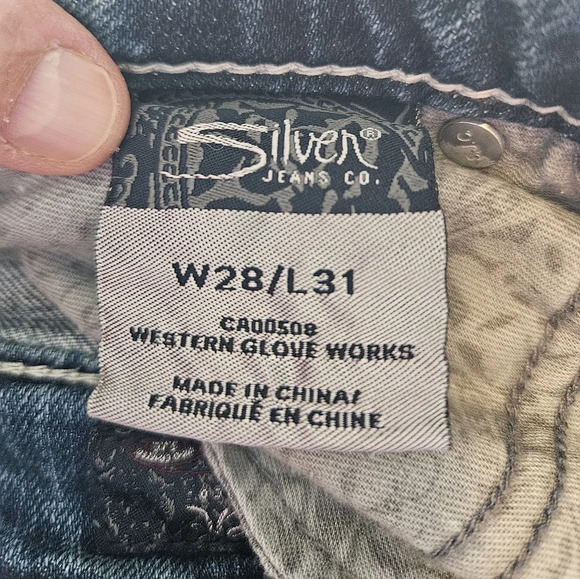 Silver®
JEANS CO.
W28/L31
CA00508
WESTERN GLOVE WORKS
MADE IN CHINA/
FABRIQUÉ EN CHINE